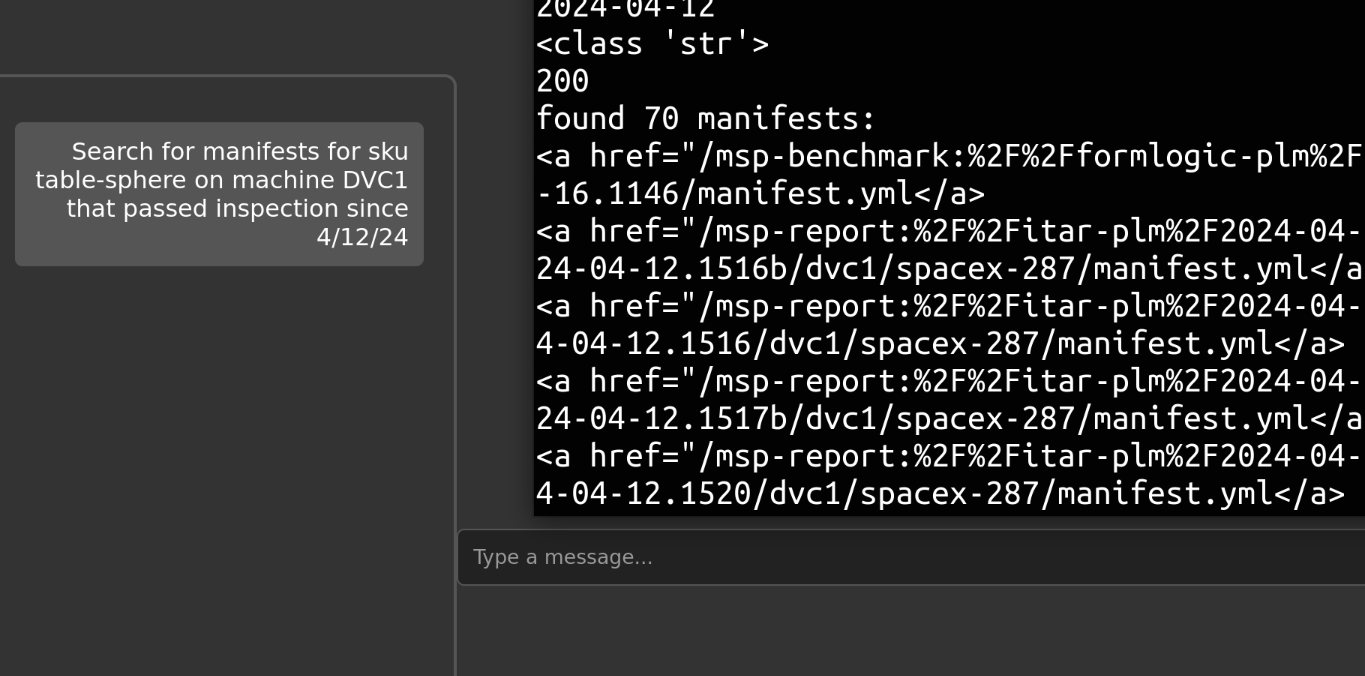 Search for manifests for sku
table-sphere on machine DVC1
that passed inspection since
4/12/24
2024-04-12
<class 'str'>
200
found 70 manifests:
<a href="/msp-benchmark:%2F%2Fformlogic-plm%2F
-16.1146/manifest.yml</a>
<a href="/msp-report:%2F%2Fitar-plm%2F2024-04-
24-04-12.1516b/dvc1/spacex-287/manifest.yml</a
<a href="/msp-report:%2F%2Fitar-plm%2F2024-04-
4-04-12.1516/dvc1/spacex-287/manifest.yml</a>
<a href="/msp-report:%2F%2Fitar-plm%2F2024-04-
24-04-12.1517b/dvc1/spacex-287/manifest.yml</a
<a href="/msp-report:%2F%2Fitar-plm%2F2024-04-
4-04-12.1520/dvc1/spacex-287/manifest.yml</a>
Type a message...